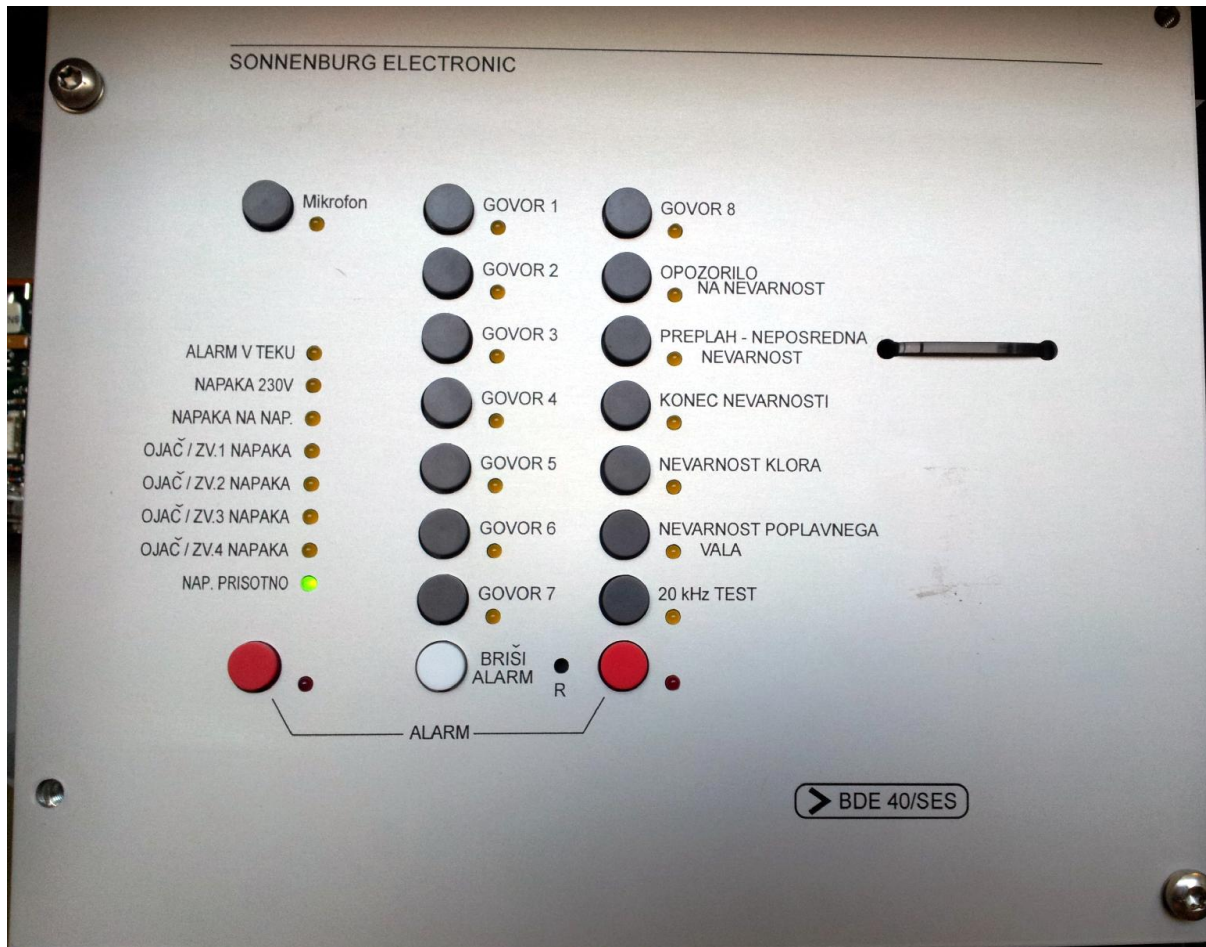 SONNENBURG ELECTRONIC
Mikrofon
ALARM V TEKU
NAPAKA 230V
NAPAKA NA NAP.
OJAČ / ZV.1 NAPAKA
OJAČ / ZV.2 NAPAKA
OJAČ / ZV.3 NAPAKA
OJAČ / ZV.4 NAPAKA
NAP. PRISOTNO
GOVOR 1
GOVOR 2
GOVOR 3
GOVOR 4
GOVOR 5
GOVOR 6
GOVOR 7
BRIŠI
ALARM
R
GOVOR 8
OPOZORILO
NA NEVARNOST
PREPLAH - NEPOSREDNA
NEVARNOST
KONEC NEVARNOSTI
NEVARNOST KLORA
NEVARNOST POPLAVNEGA
VALA
20 kHz TEST
ALARM
BDE 40/SES